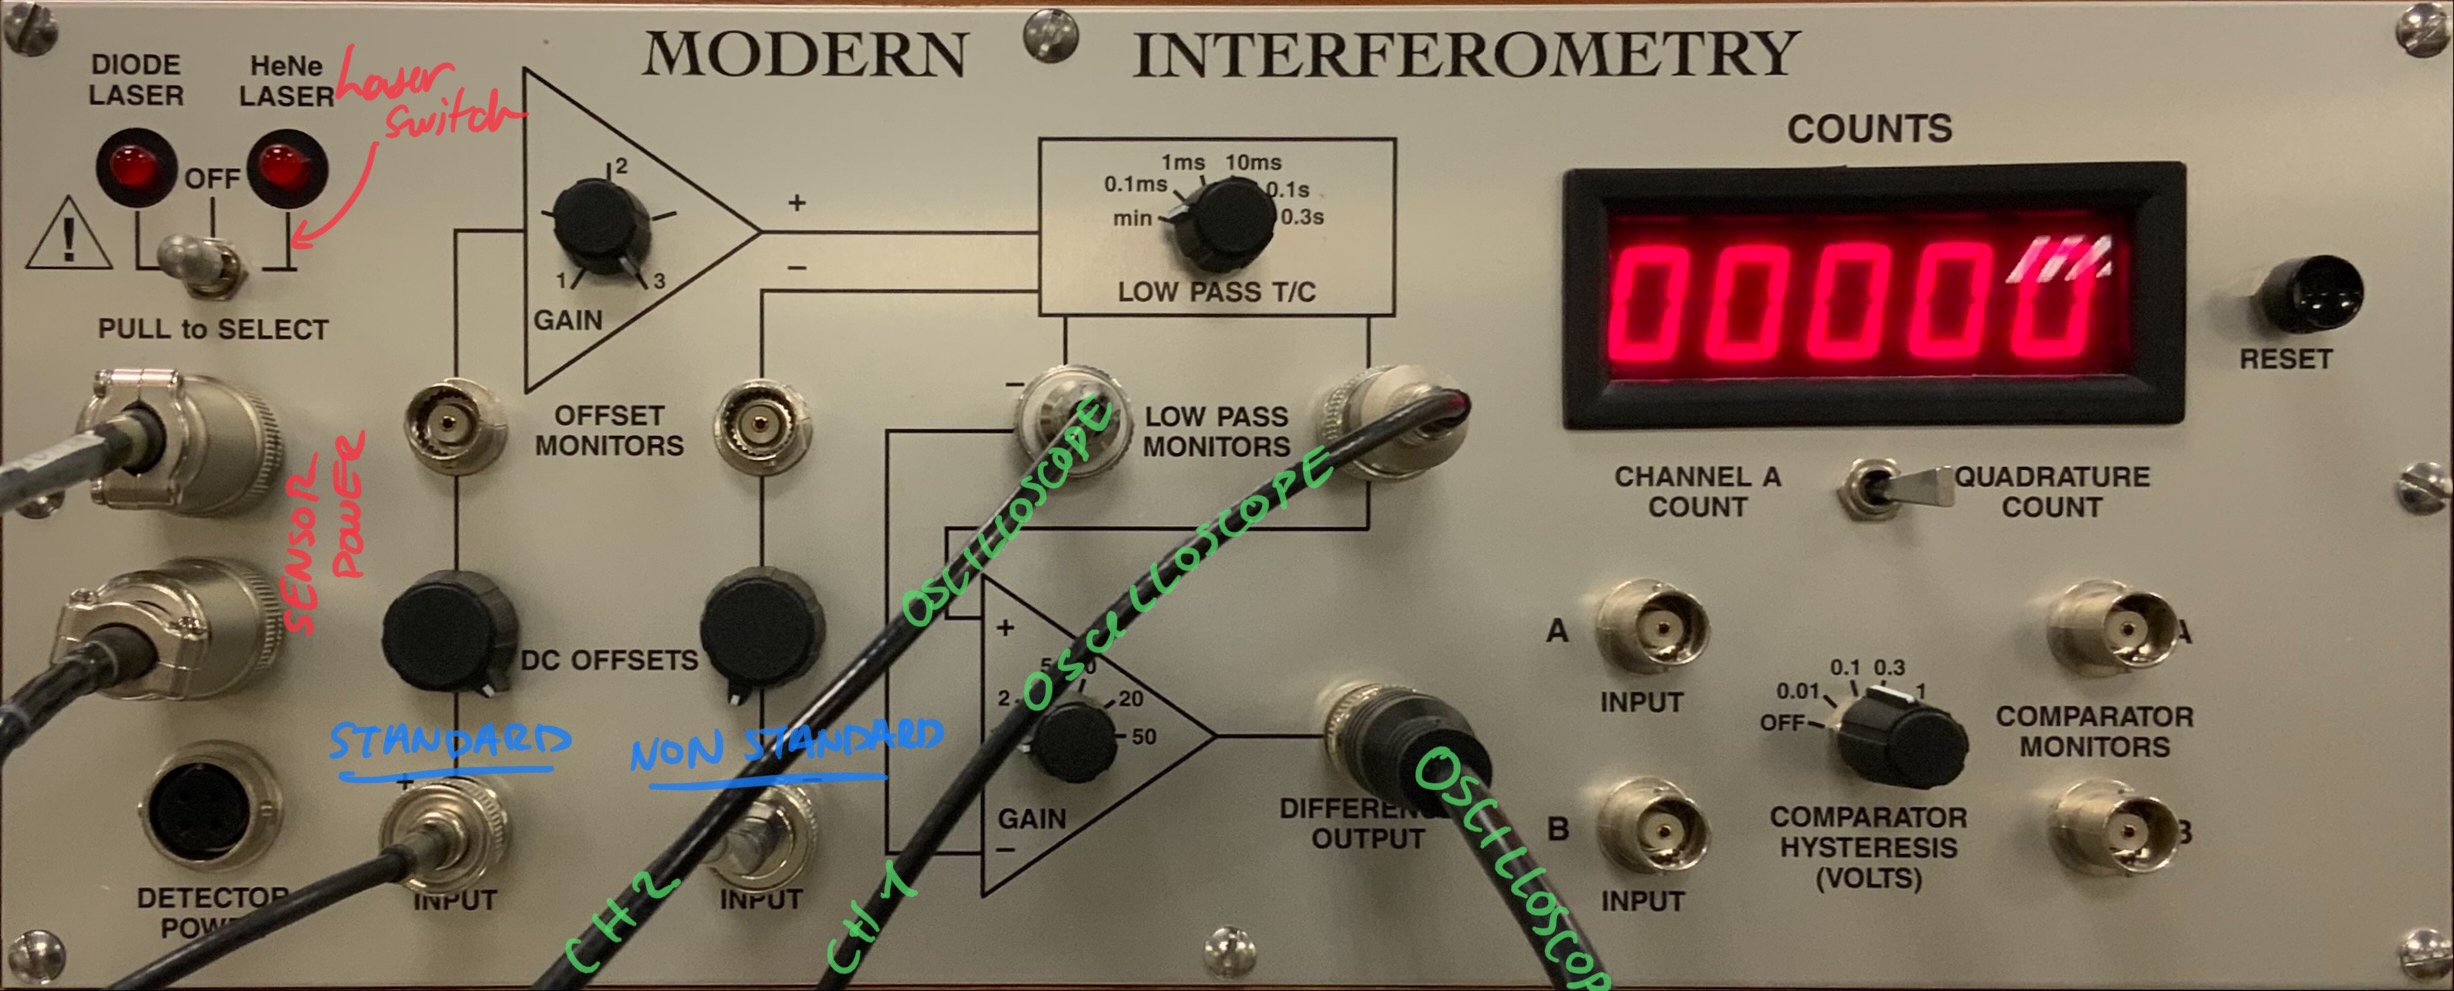 MODERN INTERFEROMETRY
DIODE
LASER
HeNe
LASER
Laser
Switch
OFF
PULL to SELECT
2
1
3
GAIN
+
−
min
0.1ms
1ms
10ms
0.1s
0.3s
LOW PASS T/C
COUNTS
00000
RESET
SENSOR
POWER
OFFSET
MONITORS
−
LOW PASS
MONITORS
OSCILLOSCOPE
OSCILLOSCOPE
CHANNEL A
COUNT
QUADRATURE
COUNT
DC OFFSETS
STANDARD
NON STANDARD
+
−
INPUT
INPUT
DETECTOR
CH 2
CH 1
+
2
5
20
50
GAIN
−
OUTPUT
OSCILLOSCOP
A
INPUT
B
INPUT
OFF
0.01
0.1
0.3
1
COMPARATOR
HYSTERESIS
(VOLTS)
A
COMPARATOR
MONITORS
B